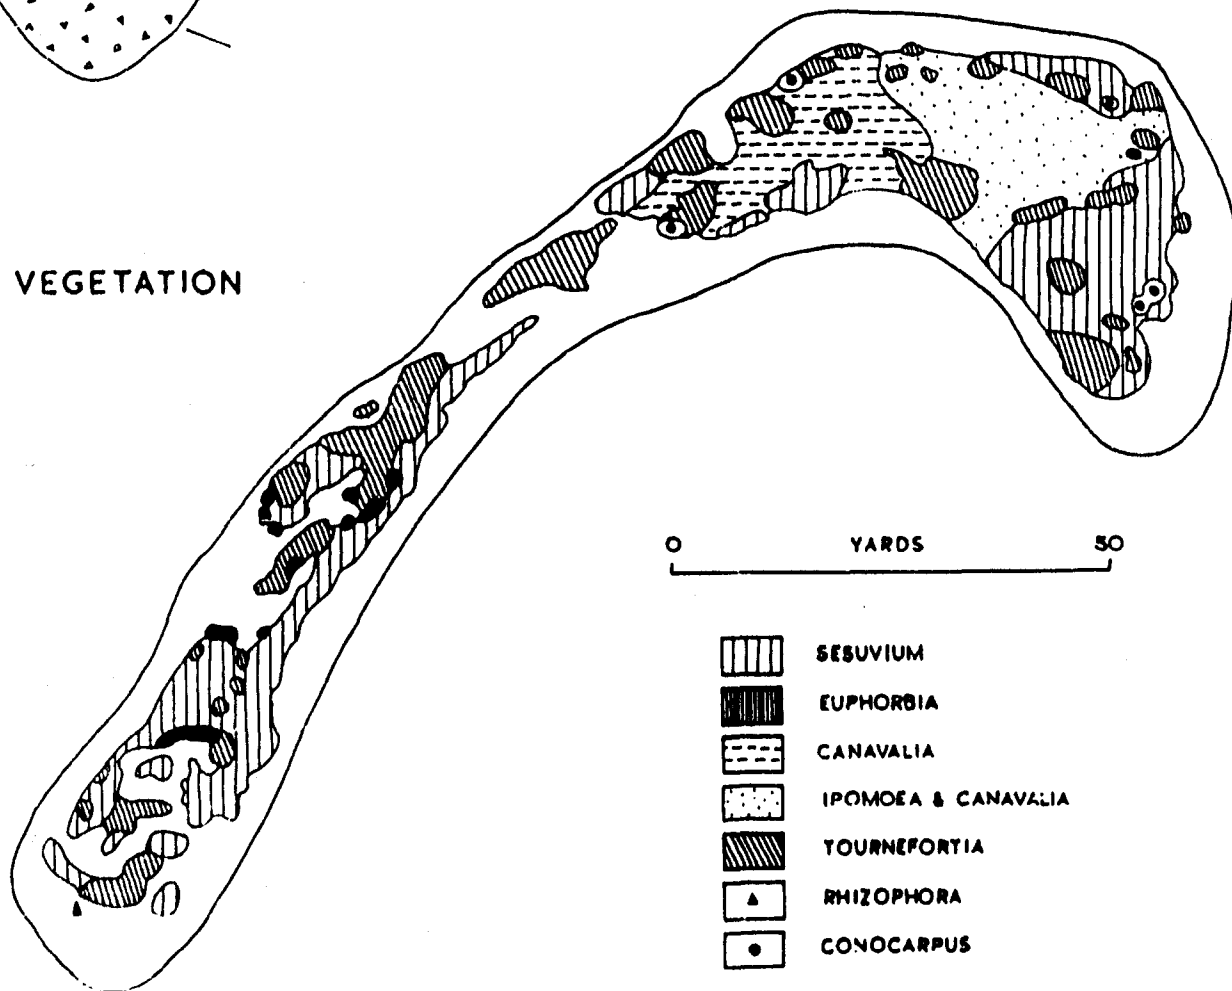 VEGETATION
0 YARDS 50
SESUVIUM
EUPHORBIA
CANAVALIA
IPOMOEA & CANAVALIA
TOURNEFORTIA
RHIZOPHORA
CONOCARPUS